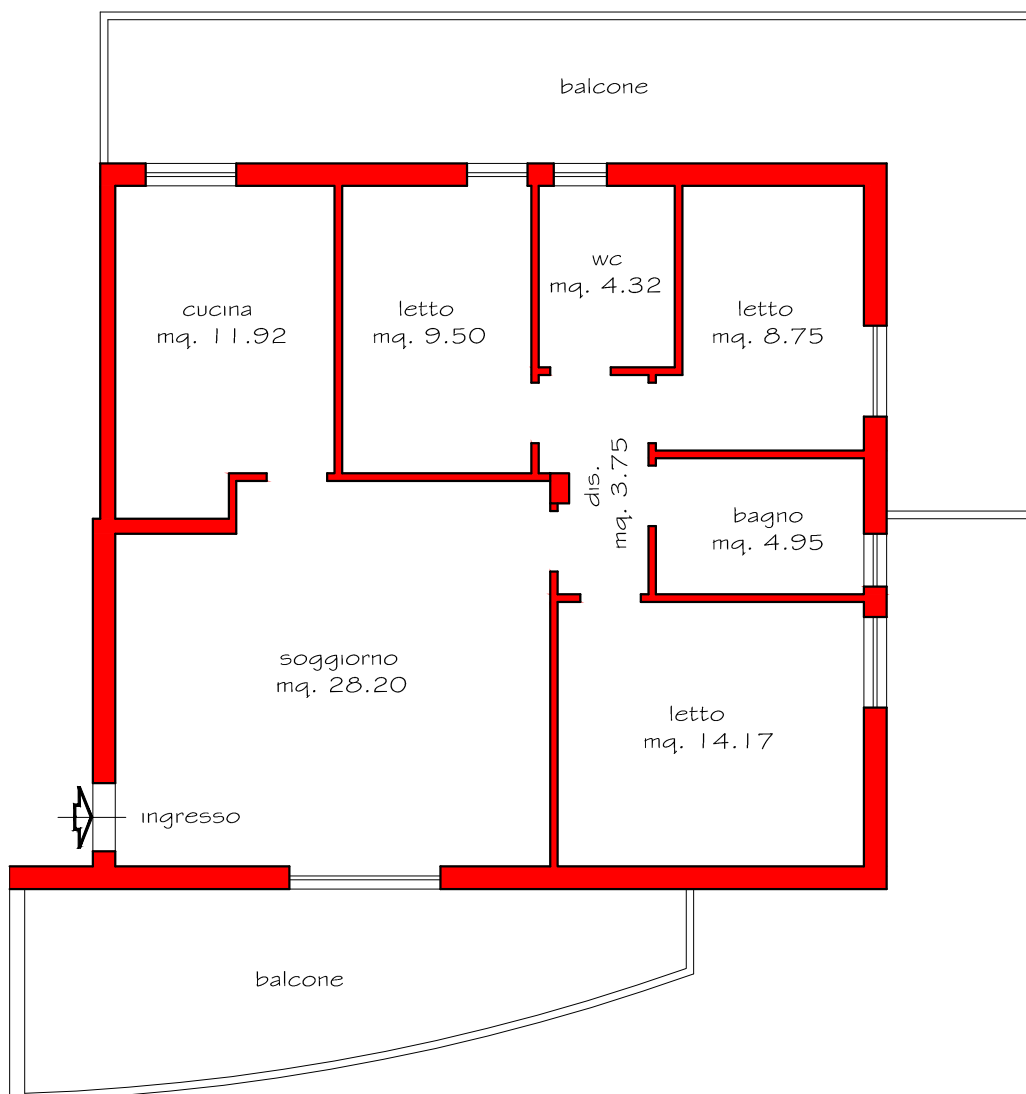 balcone
wc
mq. 4.32
cucina
mq. 11.92
letto
mq. 9.50
letto
mq. 8.75
dis.
mq. 3.75
bagno
mq. 4.95
soggiorno
mq. 28.20
letto
mq. 14.17
ingresso
balcone